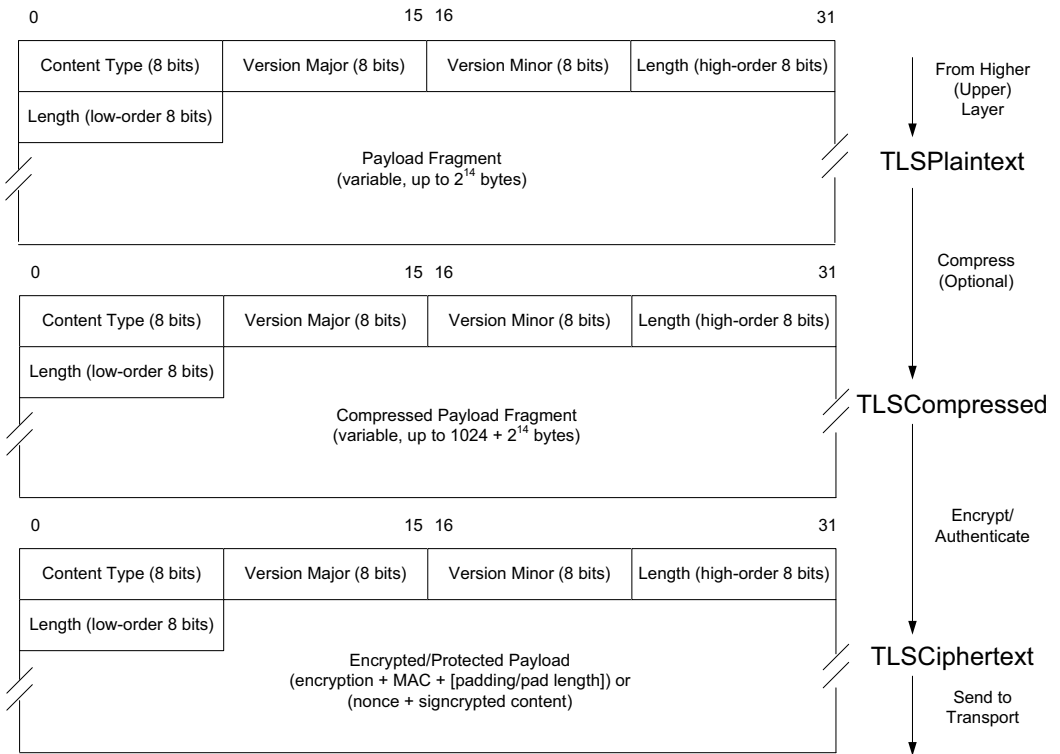 0 15 16 31
Content Type (8 bits) Version Major (8 bits) Version Minor (8 bits) Length (high-order 8 bits)
Length (low-order 8 bits)
Payload Fragment
(variable, up to 2^14 bytes)
From Higher
(Upper)
Layer
TLSPlaintext
Compress
(Optional)
0 15 16 31
Content Type (8 bits) Version Major (8 bits) Version Minor (8 bits) Length (high-order 8 bits)
Length (low-order 8 bits)
Compressed Payload Fragment
(variable, up to 1024 + 2^14 bytes)
TLSCompressed
Encrypt/
Authenticate
0 15 16 31
Content Type (8 bits) Version Major (8 bits) Version Minor (8 bits) Length (high-order 8 bits)
Length (low-order 8 bits)
Encrypted/Protected Payload
(encryption + MAC + [padding/pad length]) or
(nonce + signcrypted content)
TLSCiphertext
Send to
Transport